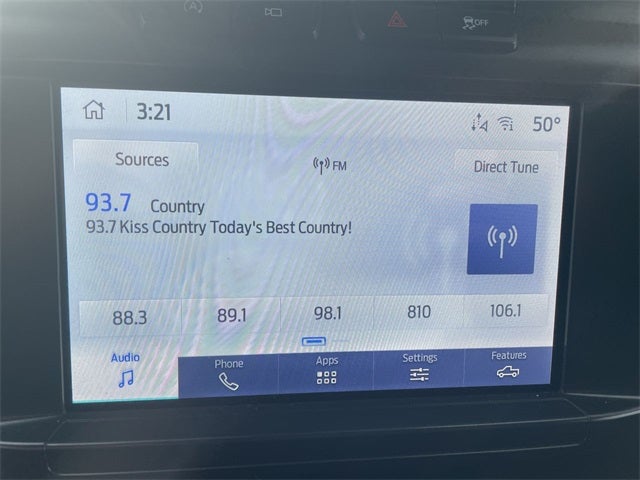 OFF
3:21
50°
Sources
FM
Direct Tune
93.7 Country
93.7 Kiss Country Today's Best Country!
88.3 89.1 98.1 810 106.1
Audio Phone Apps Settings Features